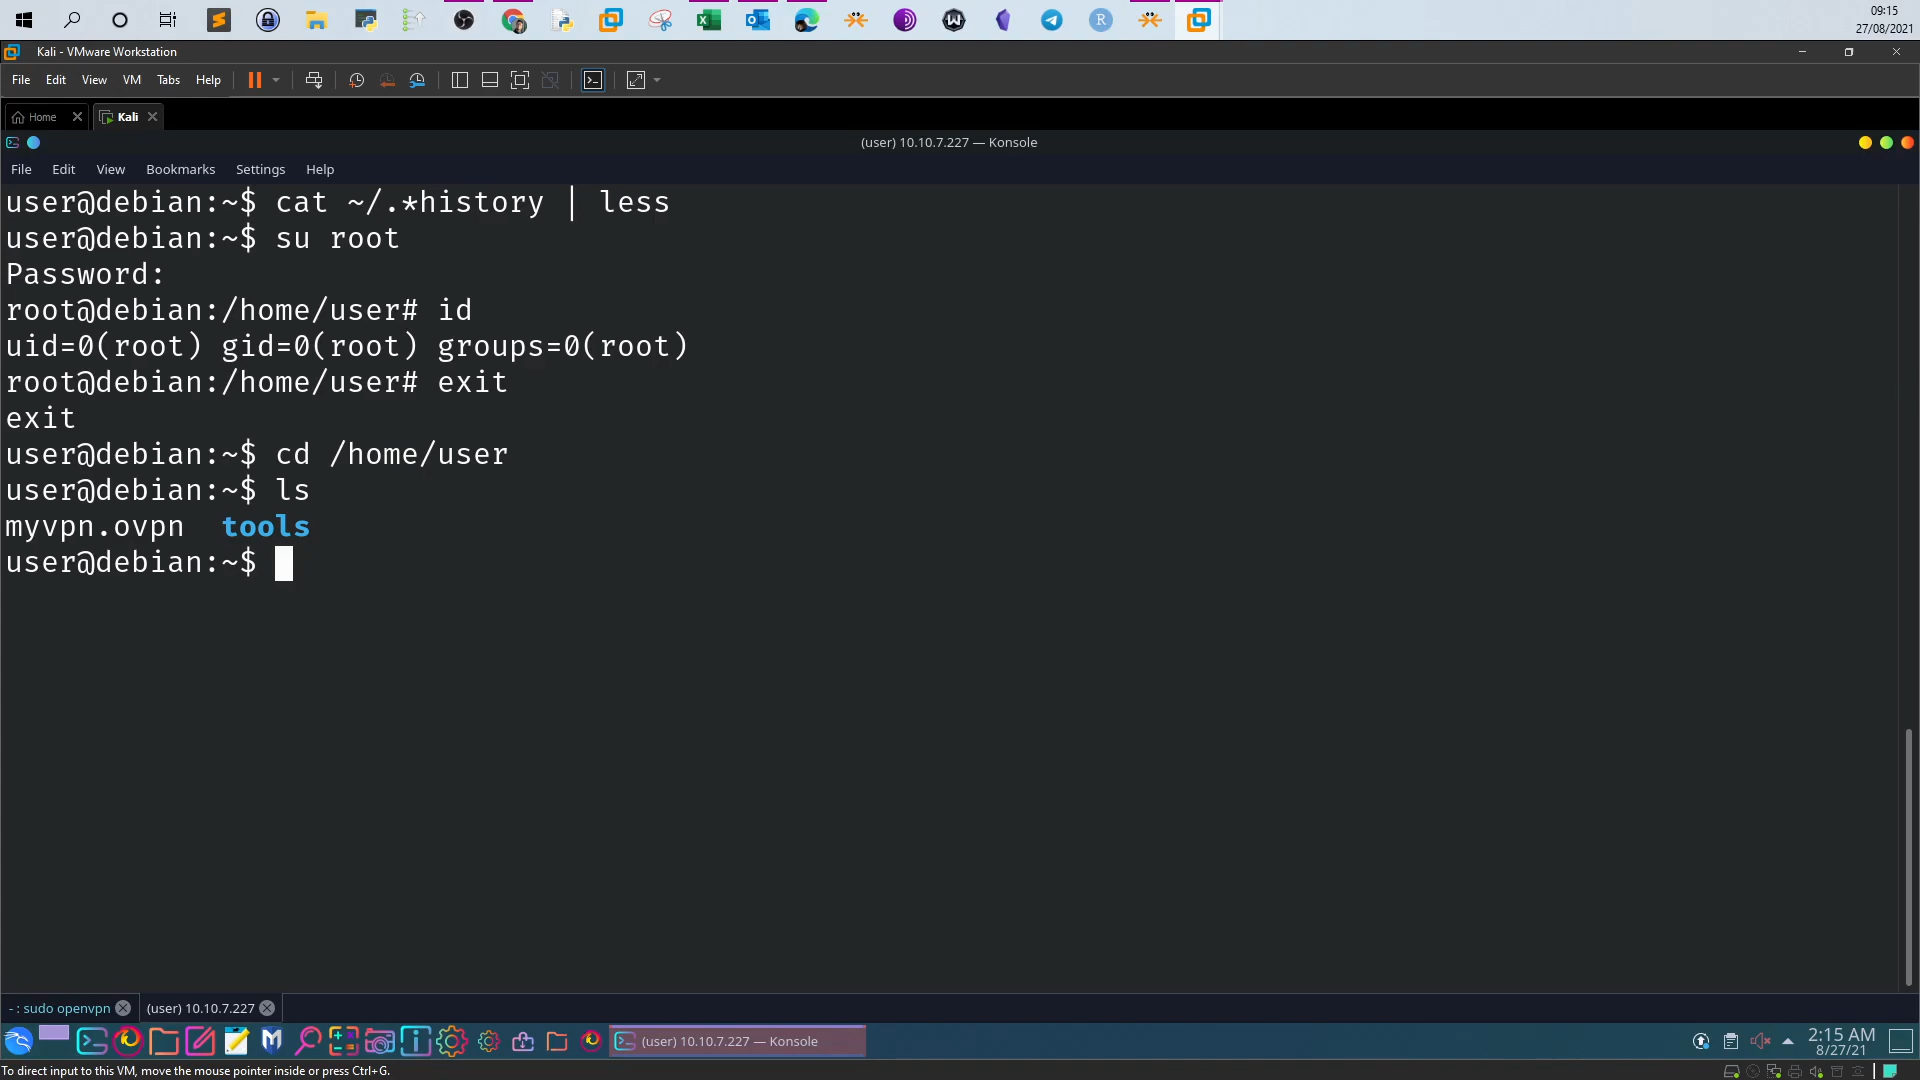 09:15
27/08/2021
Kali - VMware Workstation
File Edit View VM Tabs Help
Home Kali
(user) 10.10.7.227 — Konsole
File Edit View Bookmarks Settings Help
user@debian:~$ cat ~/.*history | less
user@debian:~$ su root
Password:
root@debian:/home/user# id
uid=0(root) gid=0(root) groups=0(root)
root@debian:/home/user# exit
exit
user@debian:~$ cd /home/user
user@debian:~$ ls
myvpn.ovpn tools
user@debian:~$
- : sudo openvpn (user) 10.10.7.227
(user) 10.10.7.227 — Konsole
2:15 AM
8/27/21
To direct input to this VM, move the mouse pointer inside or press Ctrl+G.